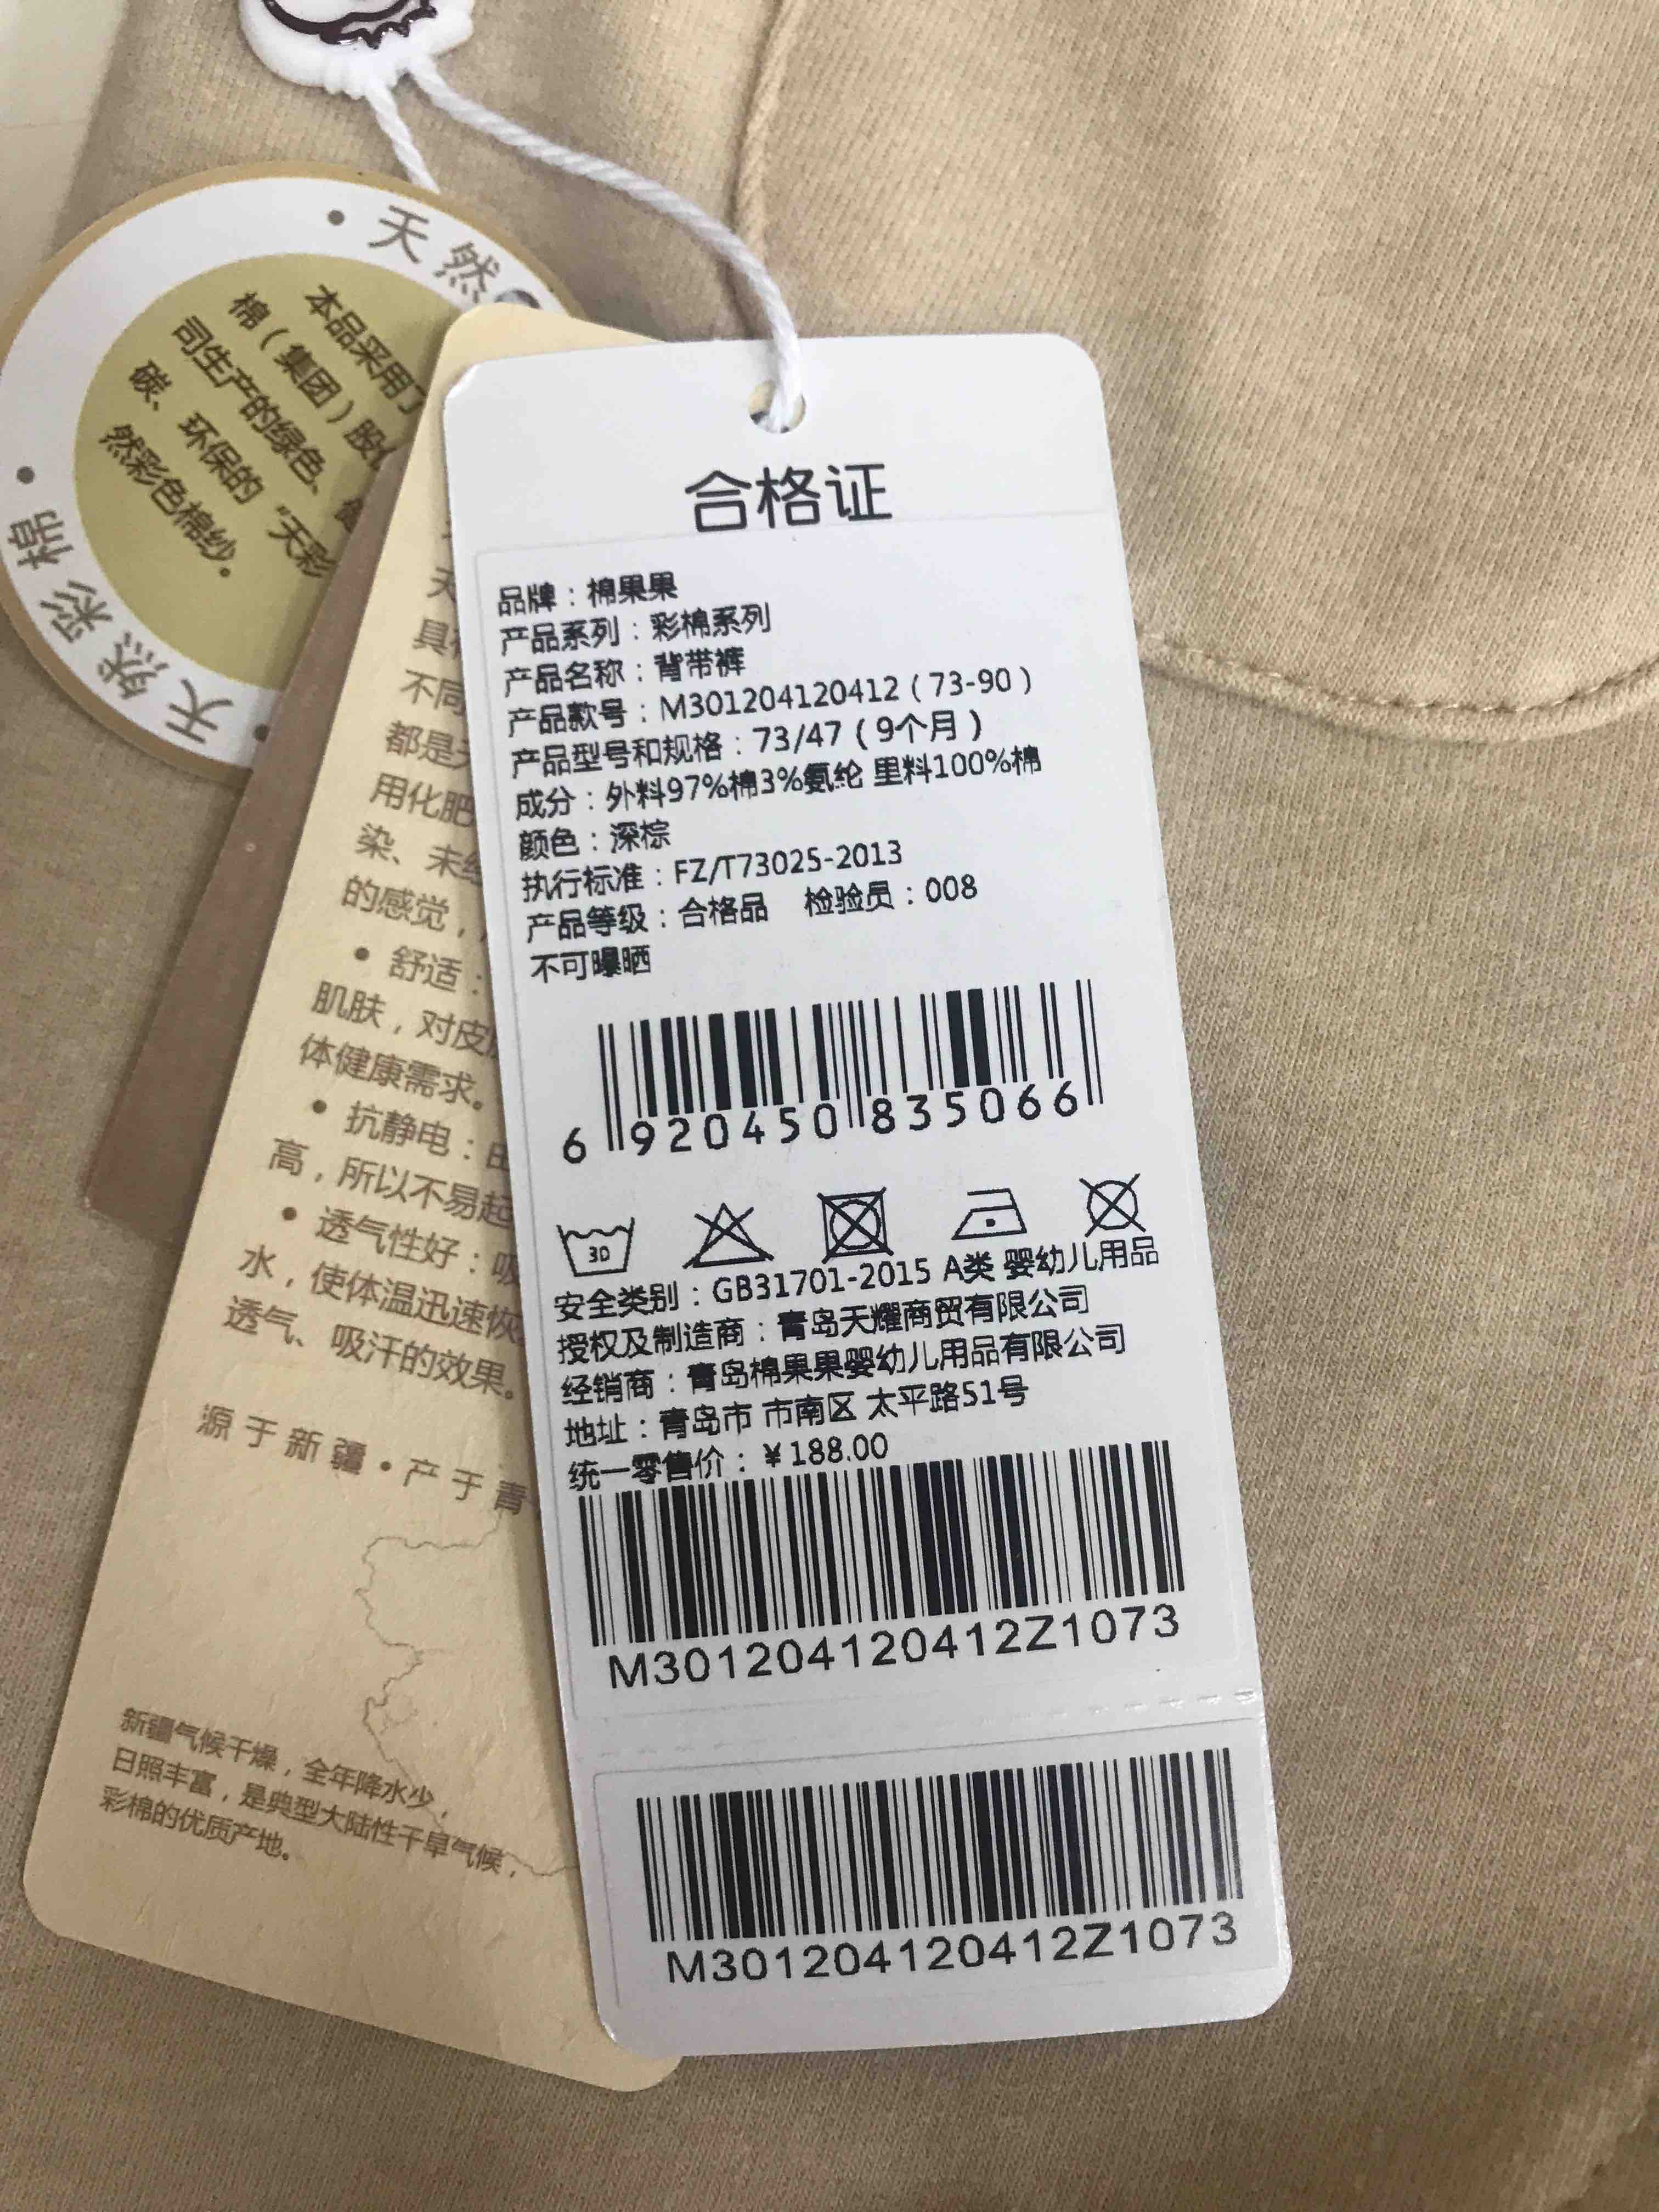 合格证
品牌：棉果果
产品系列：彩棉系列
产品名称：背带裤
产品款号：M301204120412（73-90）
产品型号和规格：73/47（9个月）
成分：外料97%棉3%氨纶 里料100%棉
颜色：深棕
执行标准：FZ/T73025-2013
产品等级：合格品 检验员：008
不可曝晒
6 920450 835066
30
安全类别：GB31701-2015 A类 婴幼儿用品
授权及制造商：青岛天耀商贸有限公司
经销商：青岛棉果果婴幼儿用品有限公司
地址：青岛市 市南区 太平路51号
统一零售价：￥188.00
M301204120412Z1073
M301204120412Z1073
•天然
•天然彩棉•
本品采用了
棉（集团）股
司生产的绿色、
碳、环保的“天彩
然彩色棉纱。
不同
都是
用化肥
染、未经
的感觉，
•舒适：
肌肤，对皮
体健康需求。
•抗静电：由
高，所以不易起
•透气性好：吸
水，使体温迅速恢
透气、吸汗的效果。
源于新疆•产于青
新疆气候干燥，全年降水少，
日照丰富，是典型大陆性干旱气候，
彩棉的优质产地。